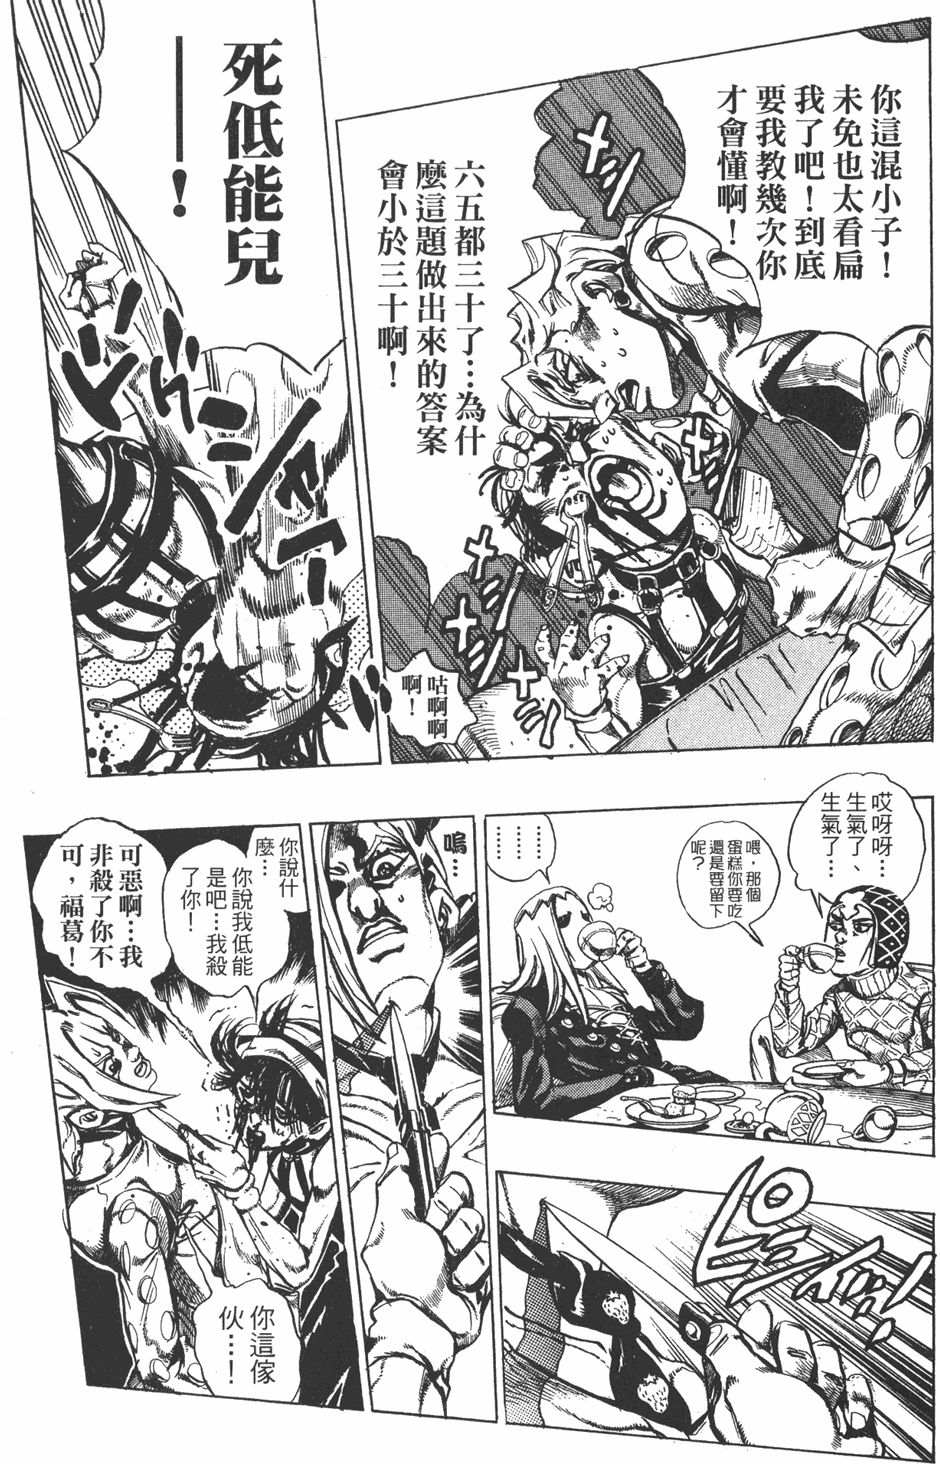 你這混小子！
未免也太看扁
我了吧！到底
要我教幾次你
才會懂啊！
六五都三十了…為什
麼這題做出來的答案
會小於三十啊！
咕啊啊
啊！
死低能兒
——！
哎呀呀…
生氣了、
生氣了…
喂，那個
蛋糕你要吃
還是要留下
呢？
………
………
嗚…
你說什
麼…
你說我低能
是吧…我殺
了你！
可惡啊…我
非殺了你不
可，福葛！
你這傢
伙…！